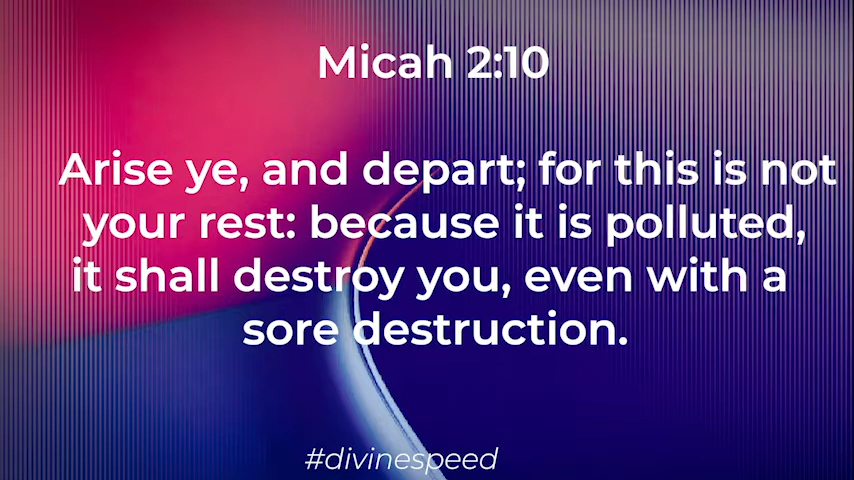 Micah 2:10
Arise ye, and depart; for this is not
your rest: because it is polluted,
it shall destroy you, even with a
sore destruction.
#divinespeed